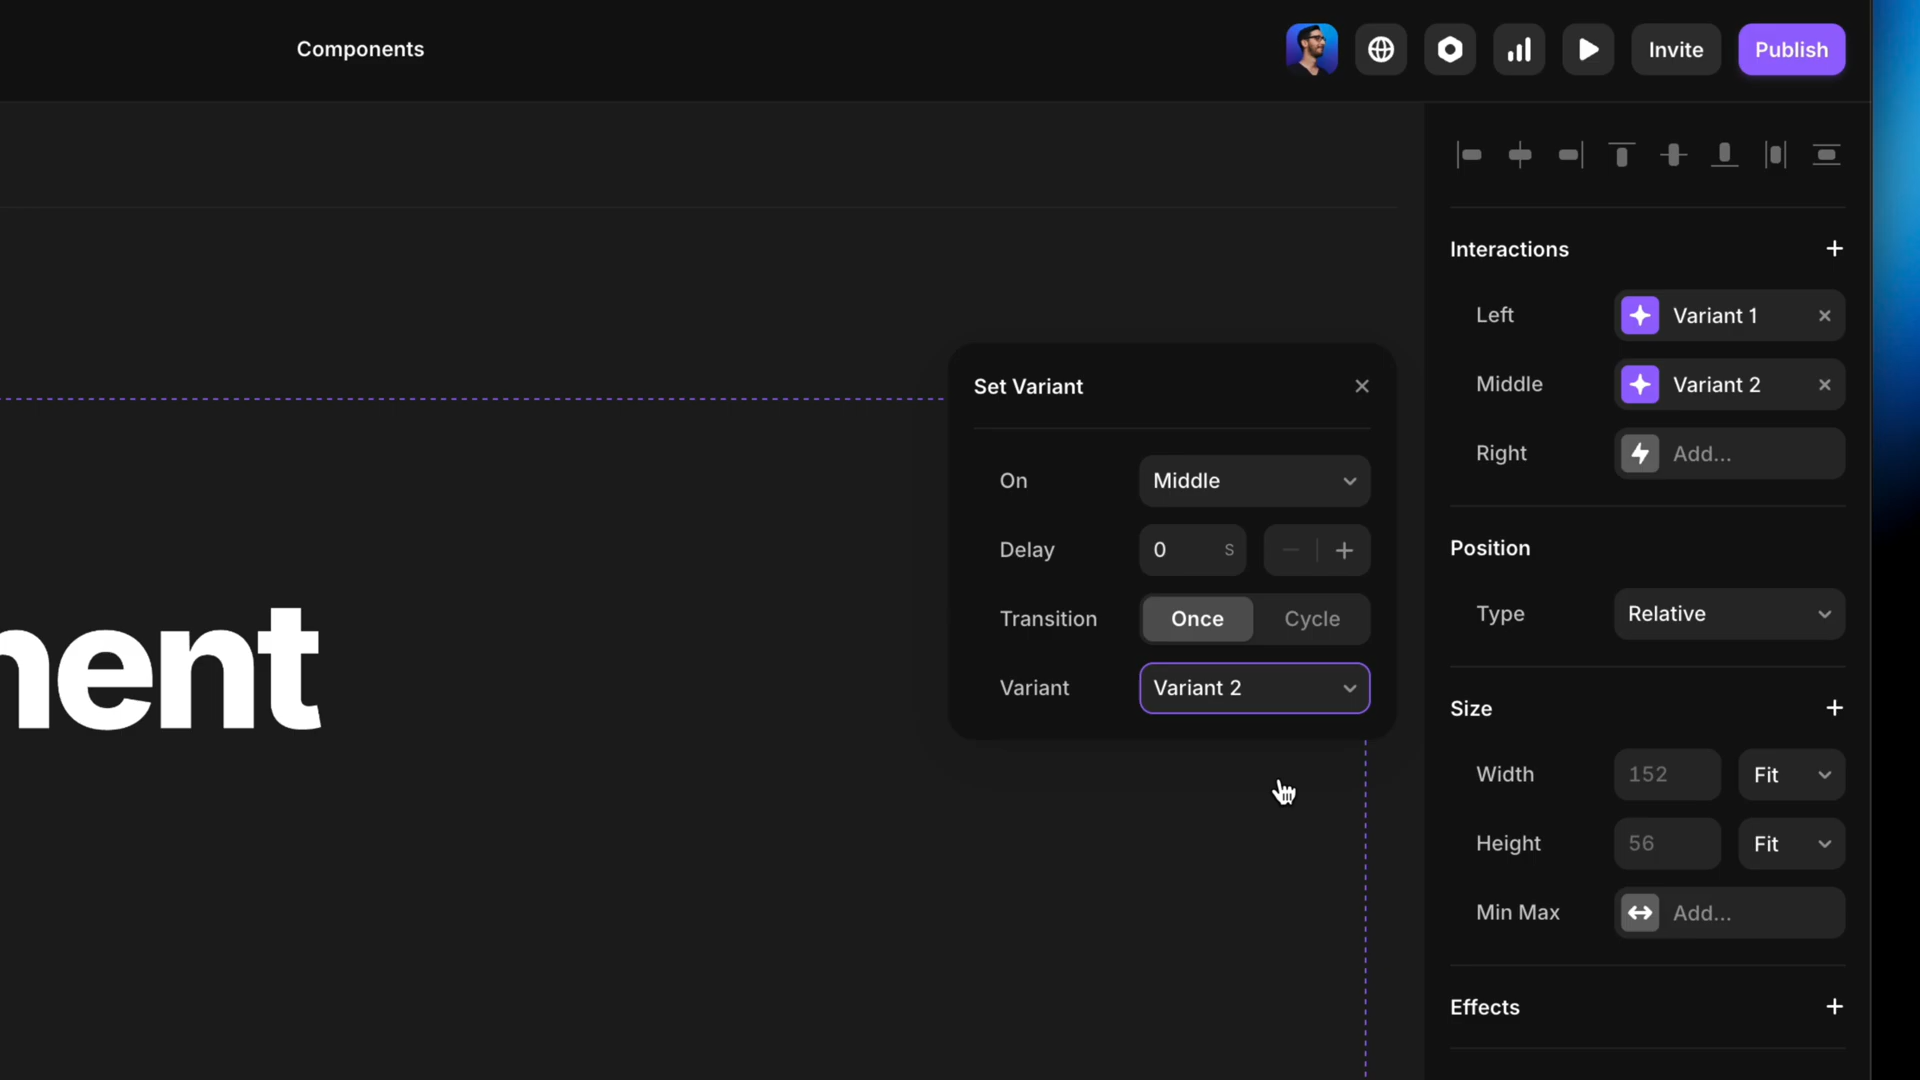 Components
Invite
Publish
Interactions
Left
Variant 1
Middle
Variant 2
Right
Add...
Set Variant
On
Middle
Delay
0
S
Transition
Once
Cycle
Variant
Variant 2
nent
Position
Type
Relative
Size
Width
152
Fit
Height
56
Fit
Min Max
Add...
Effects